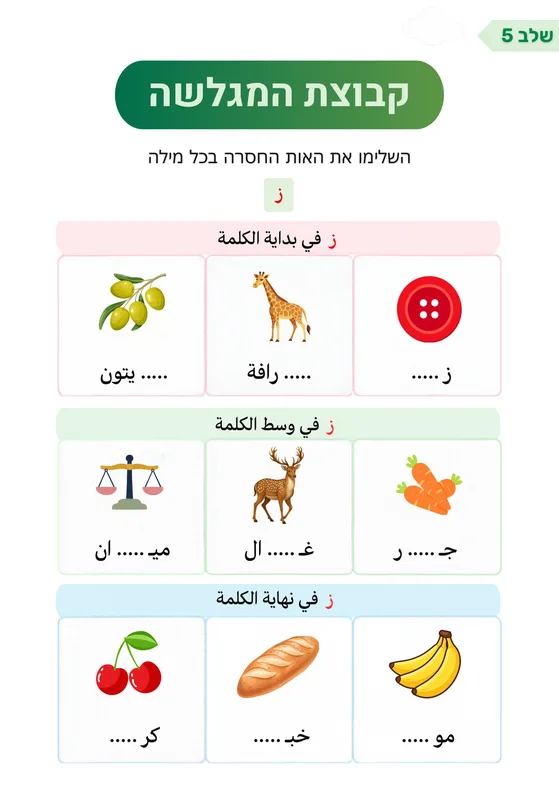 שלב 5
קבוצת המגלשה
השלימו את האות החסרה בכל מילה
ز
ز في بداية الكلمة
ز .....
..... رافة
..... يتون
ز في وسط الكلمة
جـ ..... ر
غـ ..... ال
ميـ ..... ان
ز في نهاية الكلمة
مو .....
خبـ .....
كر .....